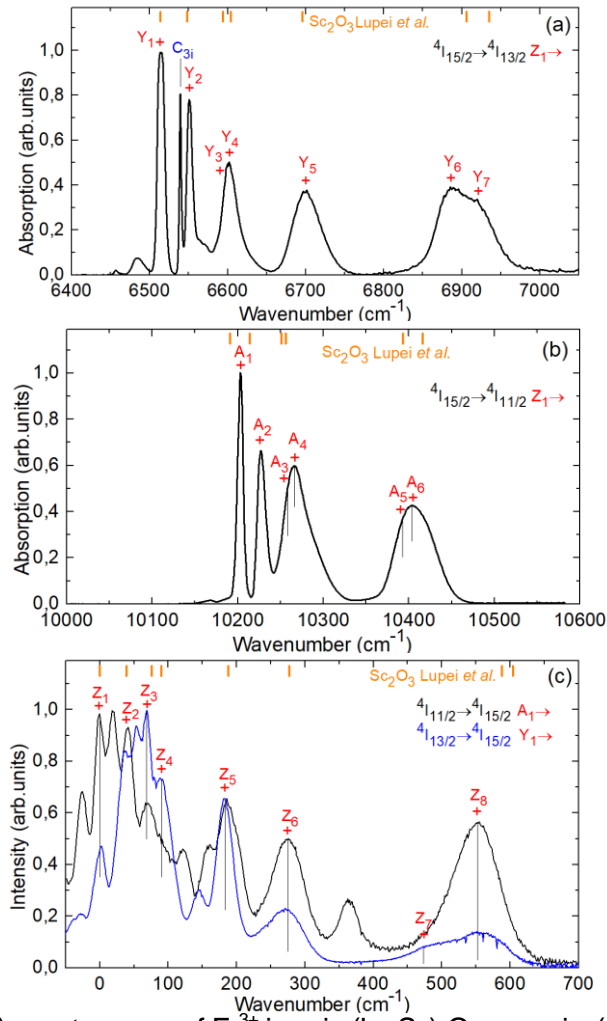 Sc₂O₃Lupei et al.
(a)
⁴I₁₅/₂→⁴I₁₃/₂ Z₁→
Y₁
C₃ᵢ
Y₂
Y₃
Y₄
Y₅
Y₆
Y₇
1,0
0,8
0,6
0,4
0,2
0,0
Absorption (arb.units)
6400 6500 6600 6700 6800 6900 7000
Wavenumber (cm⁻¹)
Sc₂O₃ Lupei et al.
(b)
⁴I₁₅/₂→⁴I₁₁/₂ Z₁→
A₁
A₂
A₃
A₄
A₅
A₆
1,0
0,8
0,6
0,4
0,2
0,0
Absorption (arb.units)
10000 10100 10200 10300 10400 10500 10600
Wavenumber (cm⁻¹)
Sc₂O₃ Lupei et al.
(c)
⁴I₁₁/₂→⁴I₁₅/₂ A₁→
⁴I₁₃/₂→⁴I₁₅/₂ Y₁→
Z₁
Z₂
Z₃
Z₄
Z₅
Z₆
Z₇
Z₈
1,0
0,8
0,6
0,4
0,2
0,0
Intensity (arb.units)
0 100 200 300 400 500 600 700
Wavenumber (cm⁻¹)